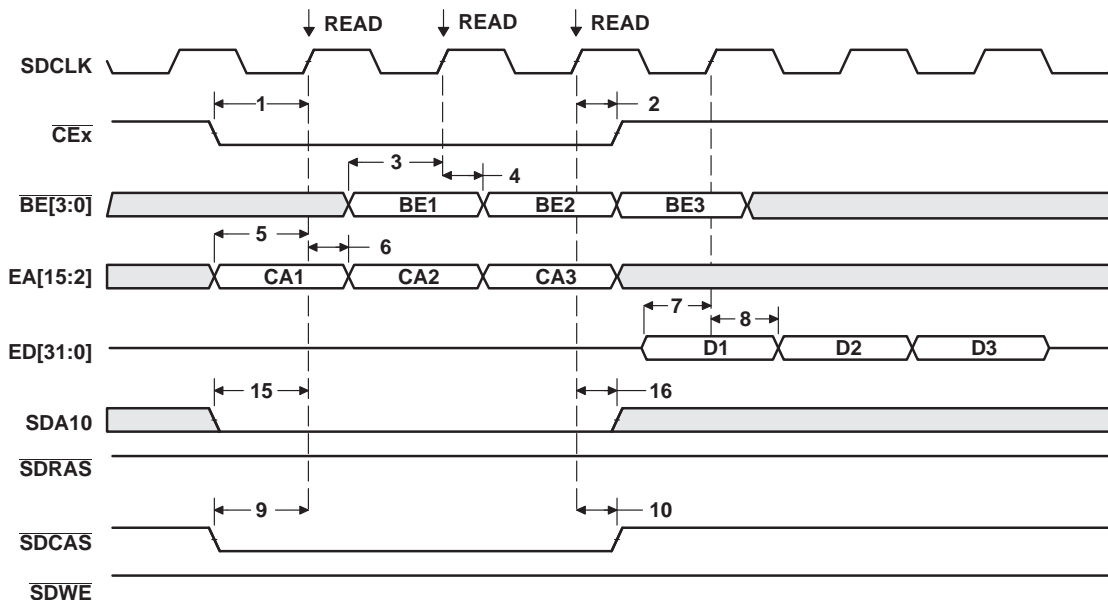 READ READ READ
SDCLK
1 2
CEx
3 4
BE[3:0] BE1 BE2 BE3
5 6
EA[15:2] CA1 CA2 CA3
7 8
ED[31:0] D1 D2 D3
15 16
SDA10
SDRAS
9 10
SDCAS
SDWE